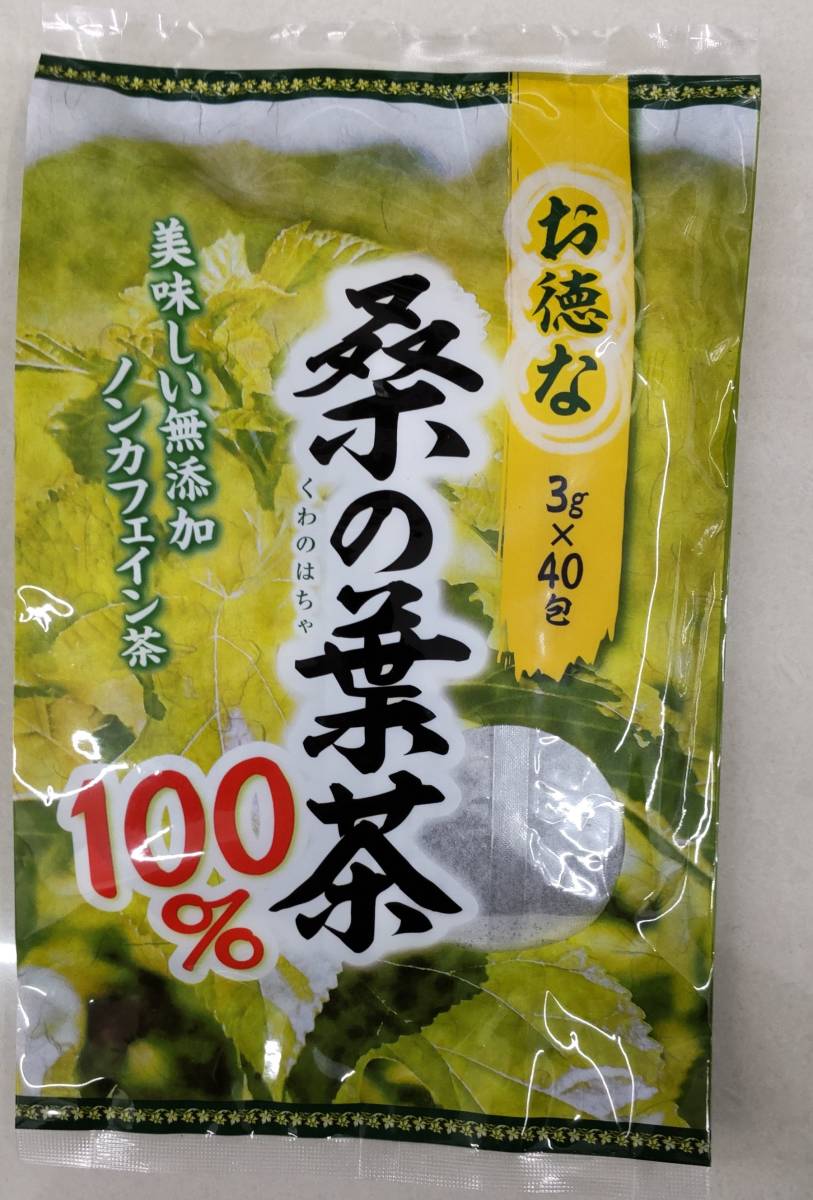 お徳な
3g×40包
桑の葉茶
くわのはちゃ
美味しい無添加
ノンカフェイン茶
100%